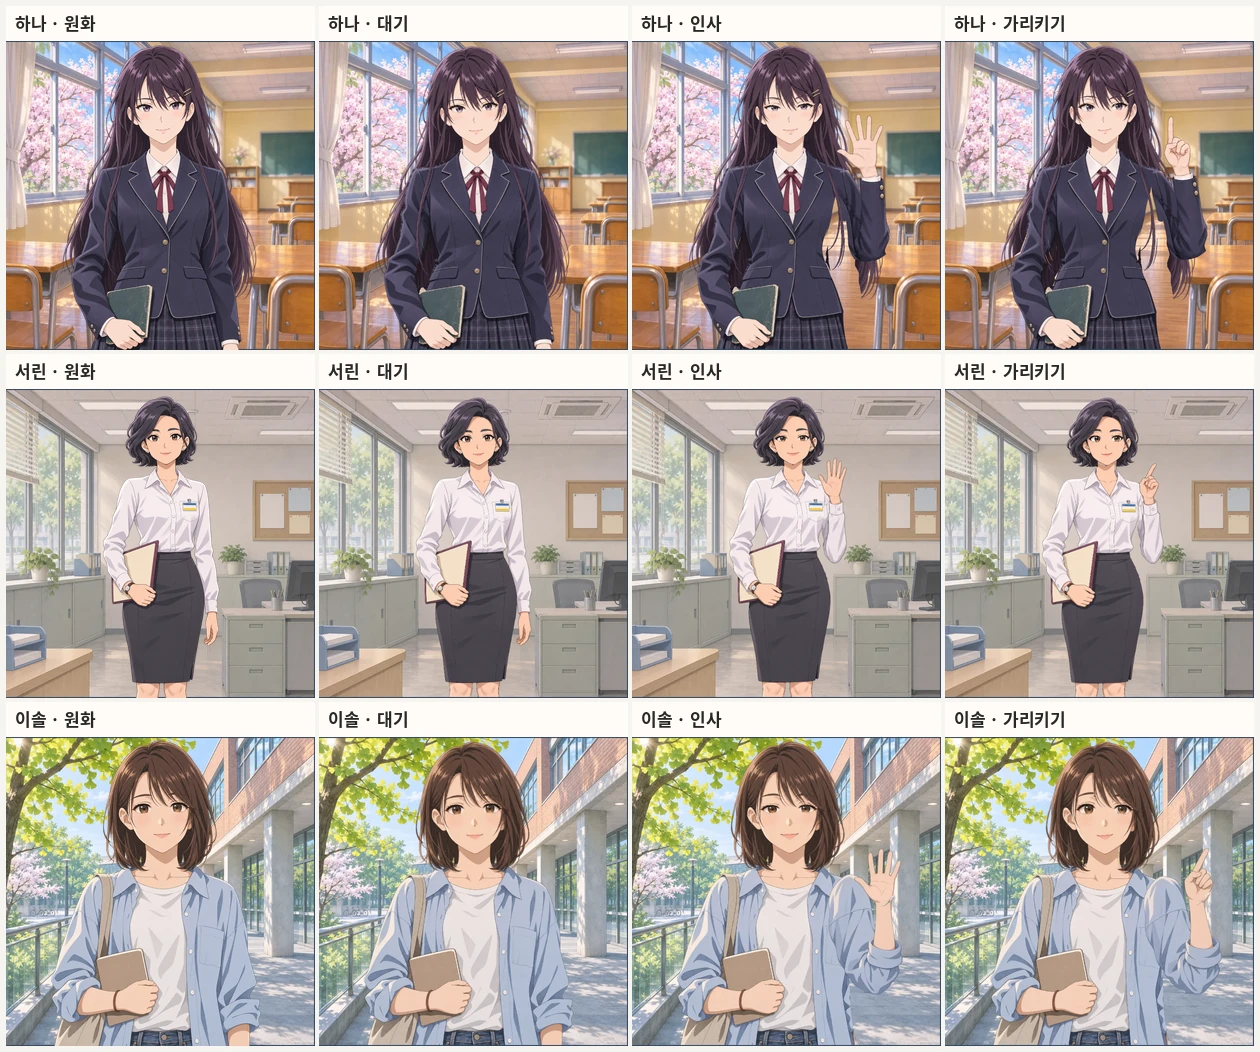 하나 · 원화
하나 · 대기
하나 · 인사
하나 · 가리키기
서린 · 원화
서린 · 대기
서린 · 인사
서린 · 가리키기
이솔 · 원화
이솔 · 대기
이솔 · 인사
이솔 · 가리키기